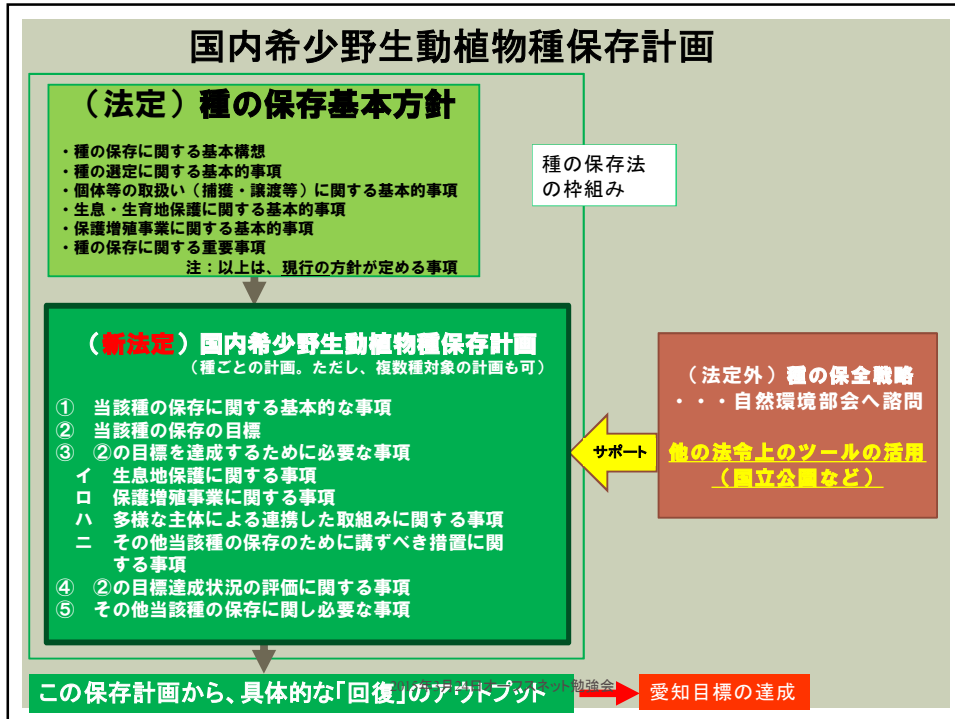 国内希少野生動植物種保存計画
（法定）種の保存基本方針
・種の保存に関する基本構想
・種の選定に関する基本的事項
・個体等の取扱い（捕獲・譲渡等）に関する基本的事項
・生息・生育地保護に関する基本的事項
・保護増殖事業に関する基本的事項
・種の保存に関する重要事項
注：以上は、現行の方針が定める事項
種の保存法
の枠組み
（新法定）国内希少野生動植物種保存計画
（種ごとの計画。ただし、複数種対象の計画も可）
① 当該種の保存に関する基本的な事項
② 当該種の保存の目標
③ ②の目標を達成するために必要な事項
イ 生息地保護に関する事項
ロ 保護増殖事業に関する事項
ハ 多様な主体による連携した取組みに関する事項
ニ その他当該種の保存のために講ずべき措置に関
する事項
④ ②の目標達成状況の評価に関する事項
⑤ その他当該種の保存に関し必要な事項
サポート
（法定外）種の保全戦略
・・・自然環境部会へ諮問
他の法令上のツールの活用
（国立公園など）
この保存計画から、具体的な「回復」のアウトプット
ネット勉強会
愛知目標の達成